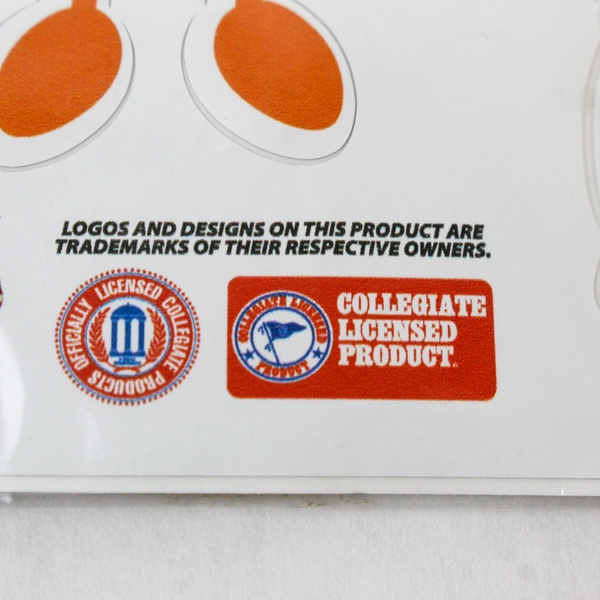 LOGOS AND DESIGNS ON THIS PRODUCT ARE
TRADEMARKS OF THEIR RESPECTIVE OWNERS.
OFFICIALLY LICENSED COLLEGIATE PRODUCTS
COLLEGIATE LICENSED
PRODUCT
COLLEGIATE
LICENSED
PRODUCT.